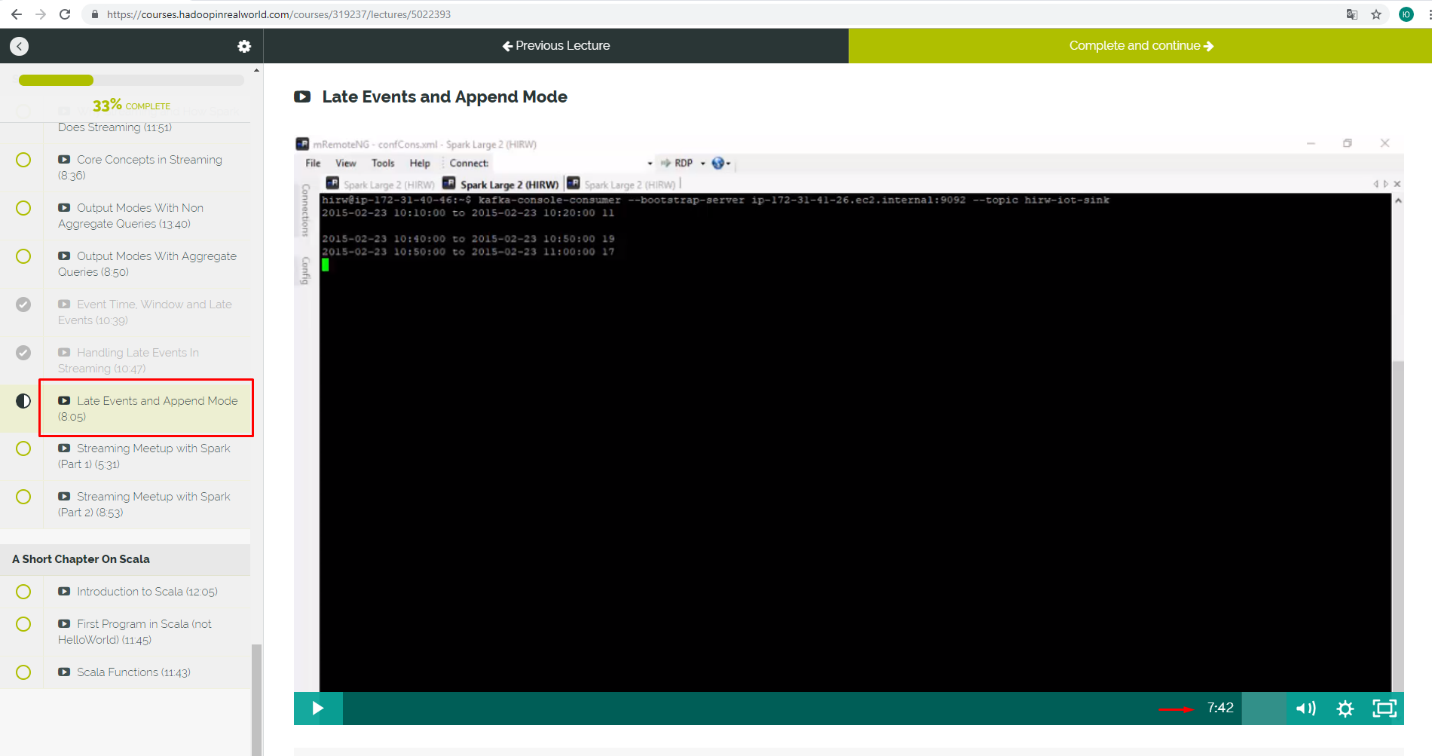 https://courses.hadoopinrealworld.com/courses/319237/lectures/5022393
Ю
Previous Lecture
Complete and continue
33% COMPLETE
Does Streaming (11:51)
Core Concepts in Streaming
(8:36)
Output Modes With Non
Aggregate Queries (13:40)
Output Modes With Aggregate
Queries (8:50)
Event Time, Window and Late
Events (10:39)
Handling Late Events In
Streaming (10:47)
Late Events and Append Mode
(8:05)
Streaming Meetup with Spark
(Part 1) (5:31)
Streaming Meetup with Spark
(Part 2) (8:53)
A Short Chapter On Scala
Introduction to Scala (12:05)
First Program in Scala (not
HelloWorld) (11:45)
Scala Functions (11:43)
Late Events and Append Mode
mRemoteNG - confCons.xml - Spark Large 2 (HIRW)
File View Tools Help Connect: RDP
Spark Large 2 (HIRW) Spark Large 2 (HIRW) Spark Large 2 (HIRW)
Connections
Config
hirw@ip-172-31-40-46:~$ kafka-console-consumer --bootstrap-server ip-172-31-41-26.ec2.internal:9092 --topic hirw-iot-sink
2015-02-23 10:10:00 to 2015-02-23 10:20:00 11
2015-02-23 10:40:00 to 2015-02-23 10:50:00 19
2015-02-23 10:50:00 to 2015-02-23 11:00:00 17
7:42